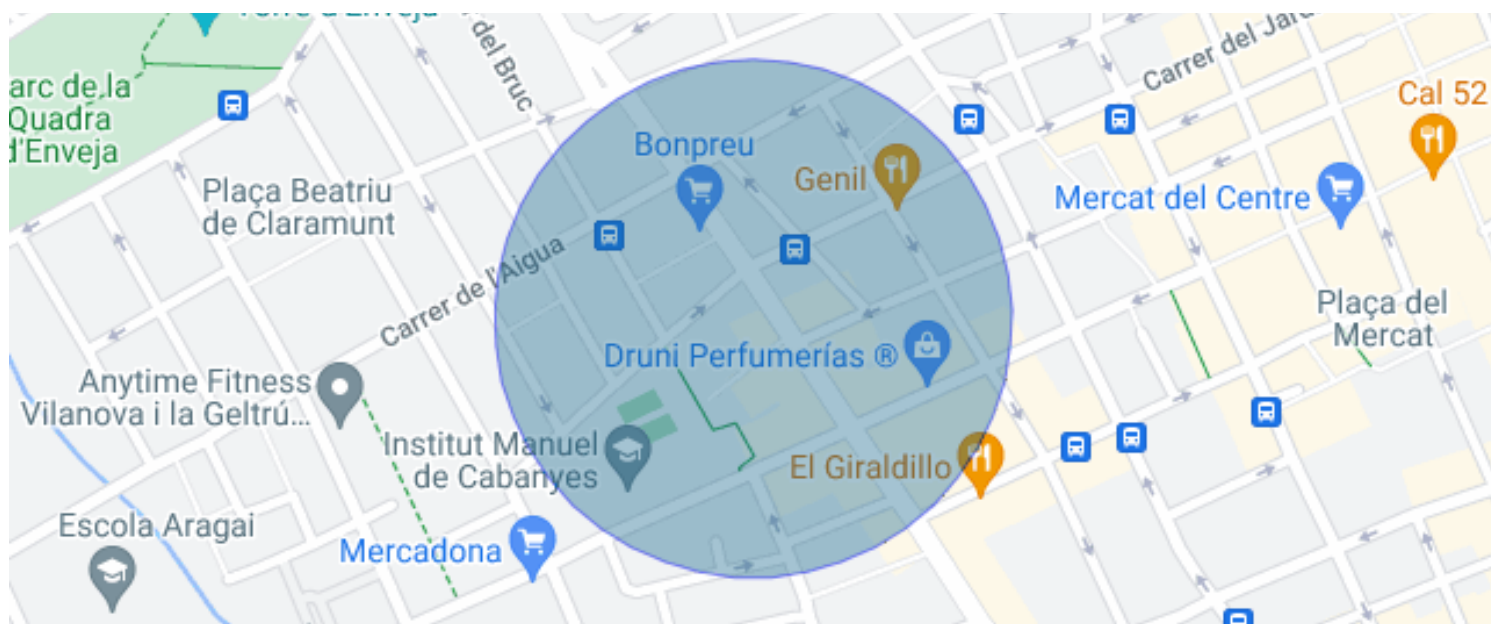 Torre d'Enveja
del Bruc
Carrer del Jard
arc de la
Quadra
d'Enveja
Cal 52
Bonpreu
Genil
Plaça Beatriu
de Claramunt
Mercat del Centre
Carrer de l'Aigua
Plaça del
Mercat
Druni Perfumerías ®
Anytime Fitness
Vilanova i la Geltrú...
Institut Manuel
de Cabanyes
El Giraldillo
Escola Aragai
Mercadona